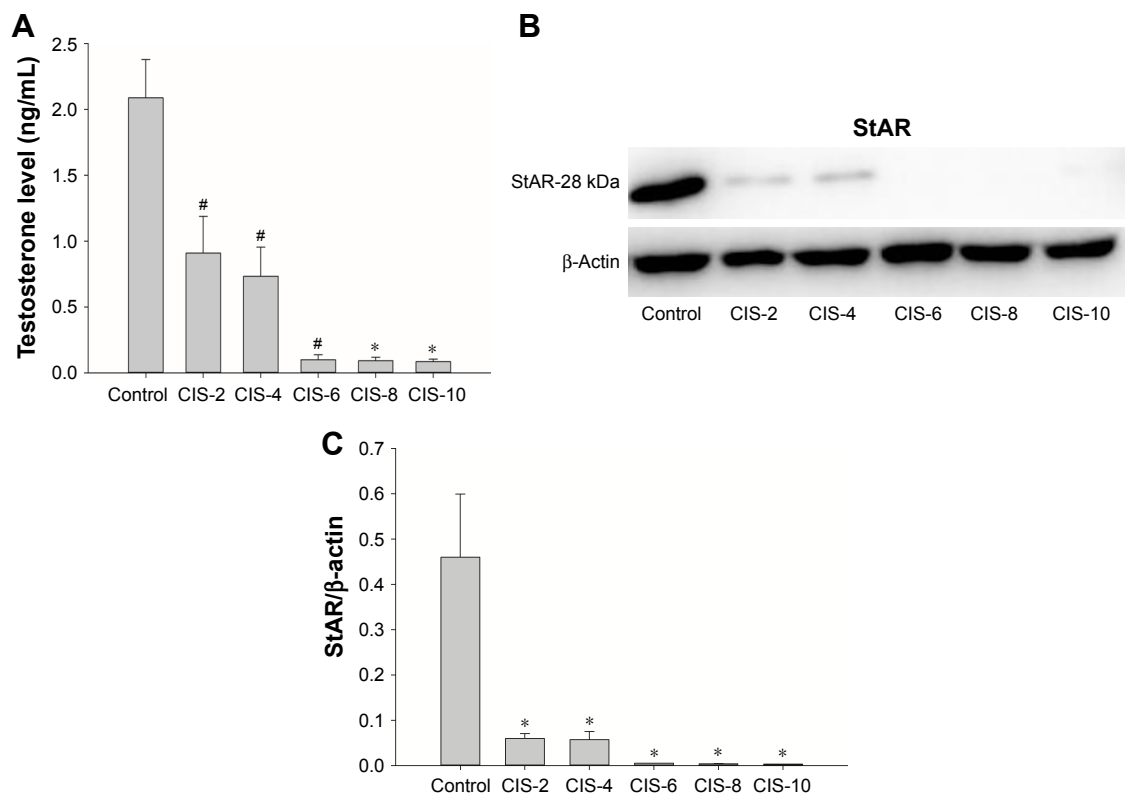 A
Testosterone level (ng/mL)
2.5
2.0
1.5
1.0
0.5
0.0
#
#
#
*
*
Control CIS-2 CIS-4 CIS-6 CIS-8 CIS-10
B
StAR
StAR-28 kDa
β-Actin
Control CIS-2 CIS-4 CIS-6 CIS-8 CIS-10
C
StAR/β-actin
0.7
0.6
0.5
0.4
0.3
0.2
0.1
0.0
*
*
*
*
*
Control CIS-2 CIS-4 CIS-6 CIS-8 CIS-10